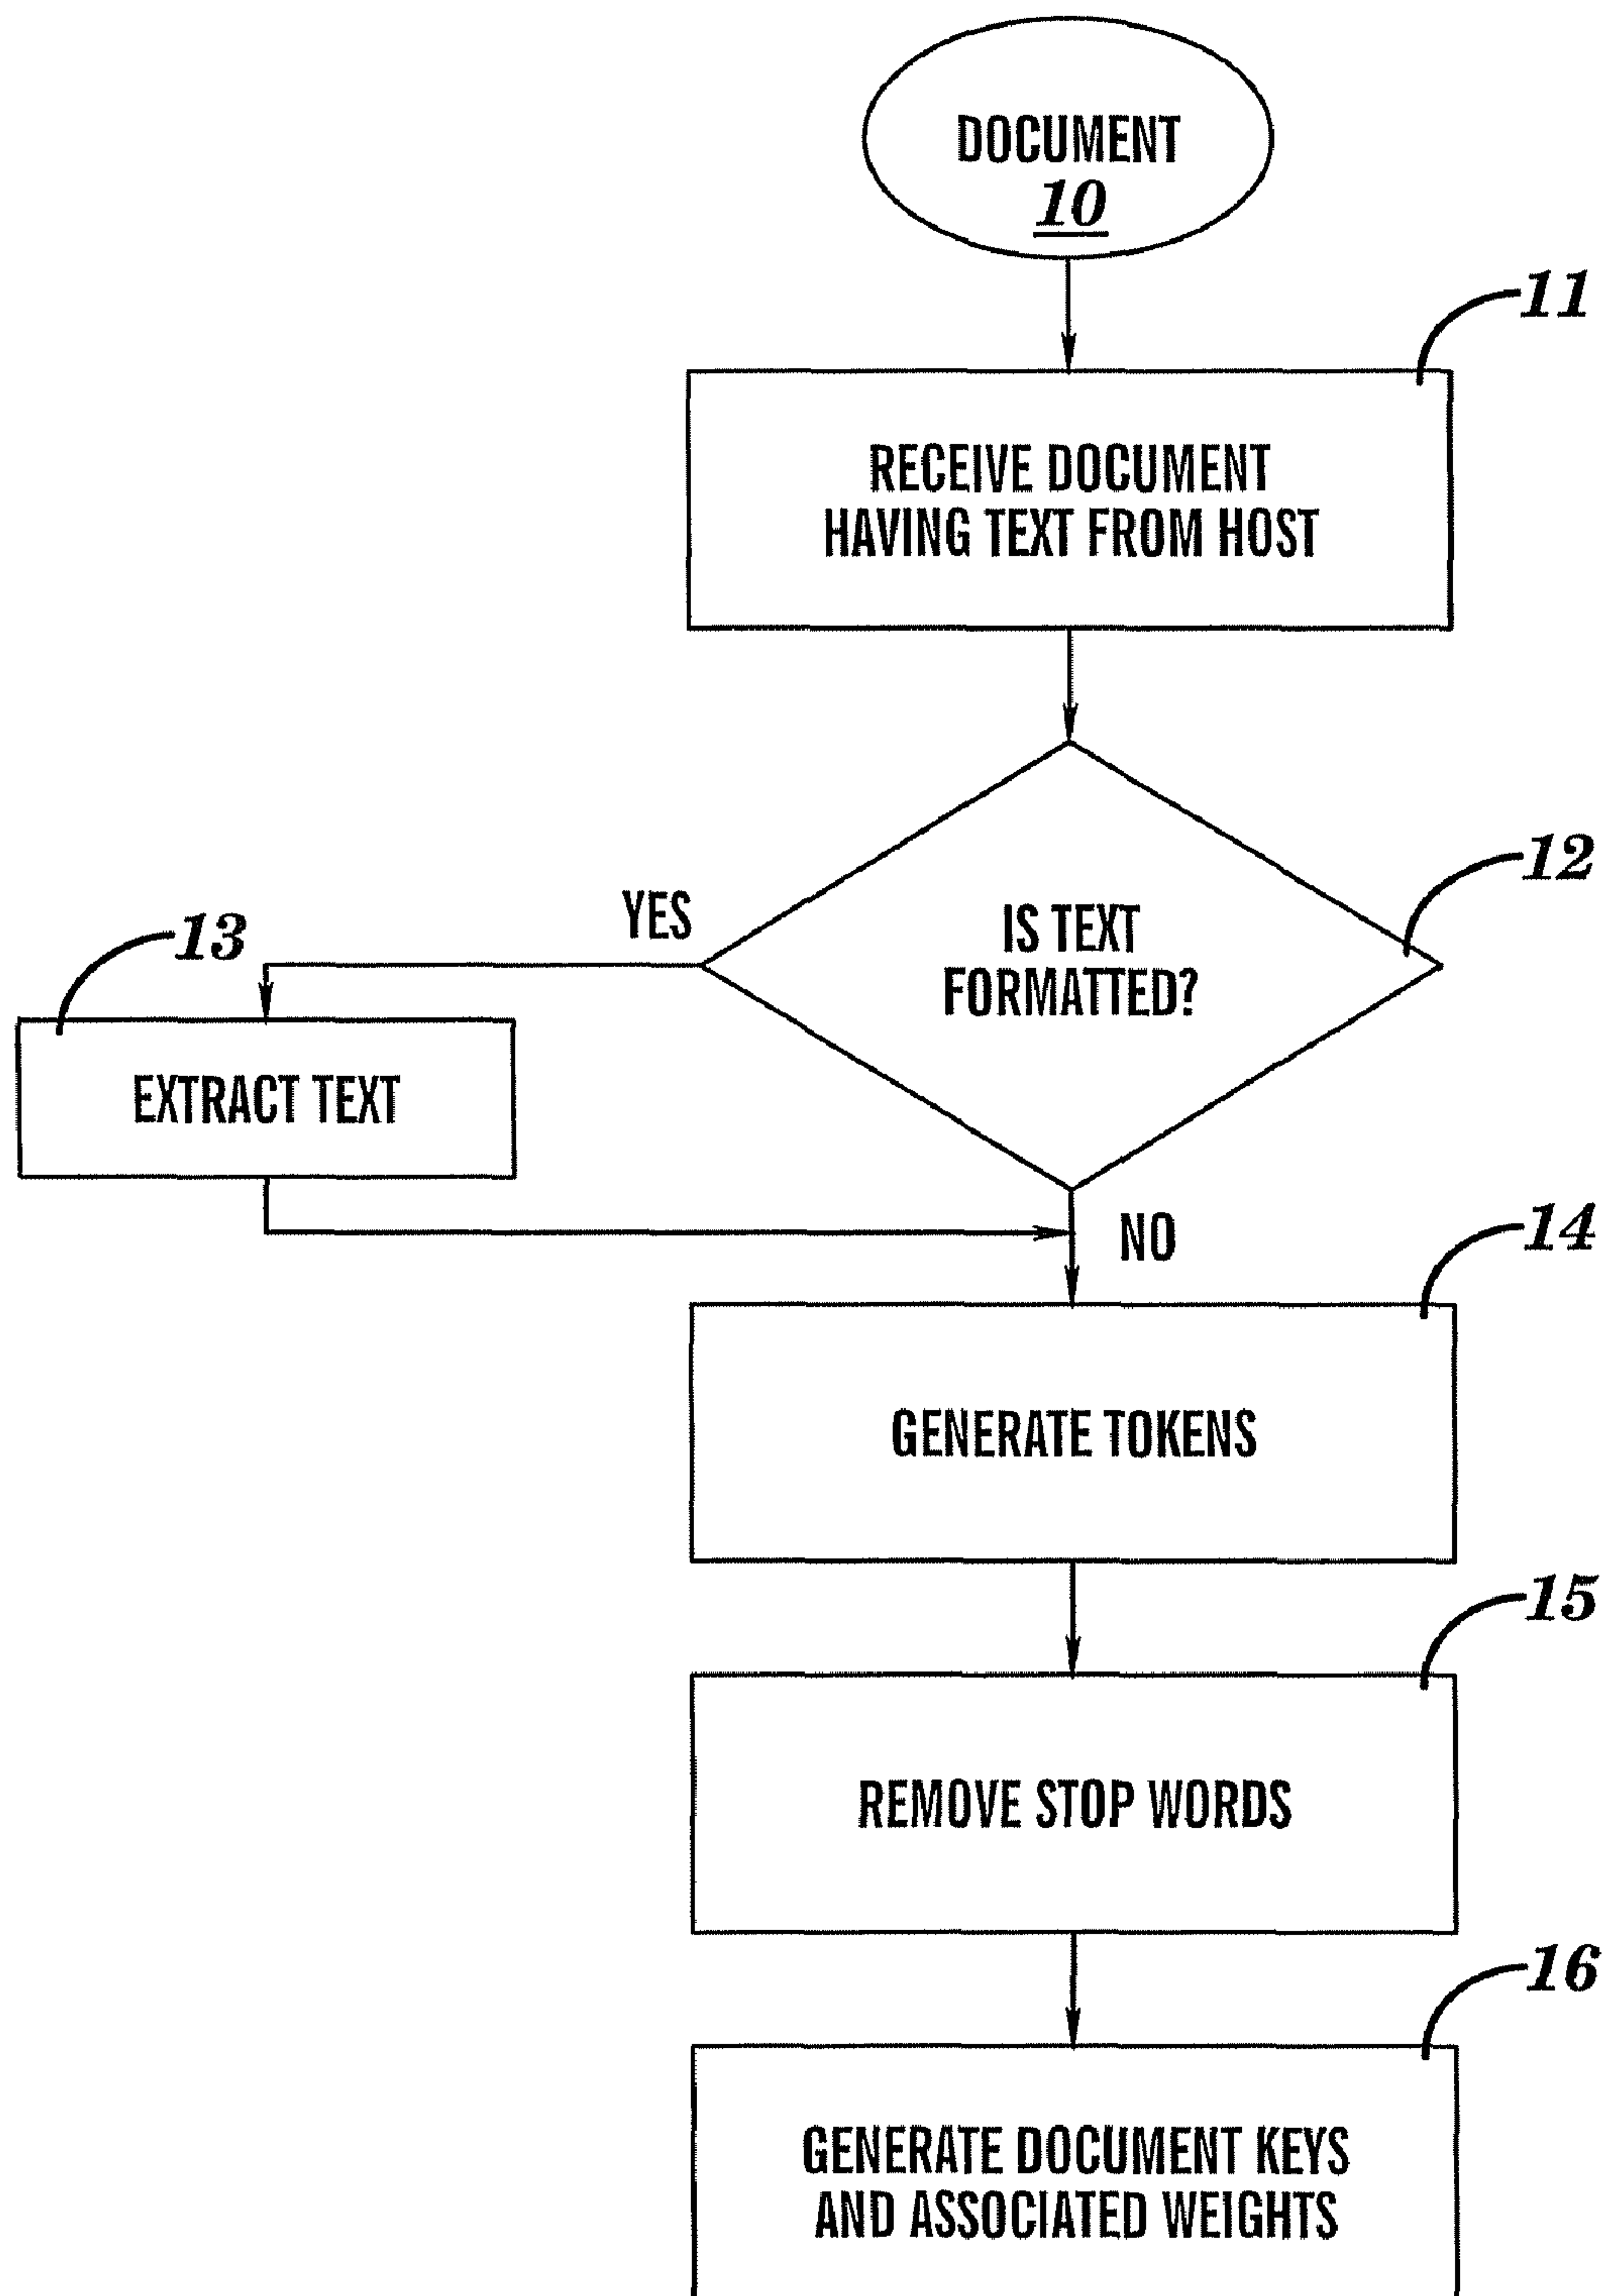 DOCUMENT
10
11
RECEIVE DOCUMENT
HAVING TEXT FROM HOST
12
IS TEXT
FORMATTED?
YES
13
EXTRACT TEXT
NO
14
GENERATE TOKENS
15
REMOVE STOP WORDS
16
GENERATE DOCUMENT KEYS
AND ASSOCIATED WEIGHTS